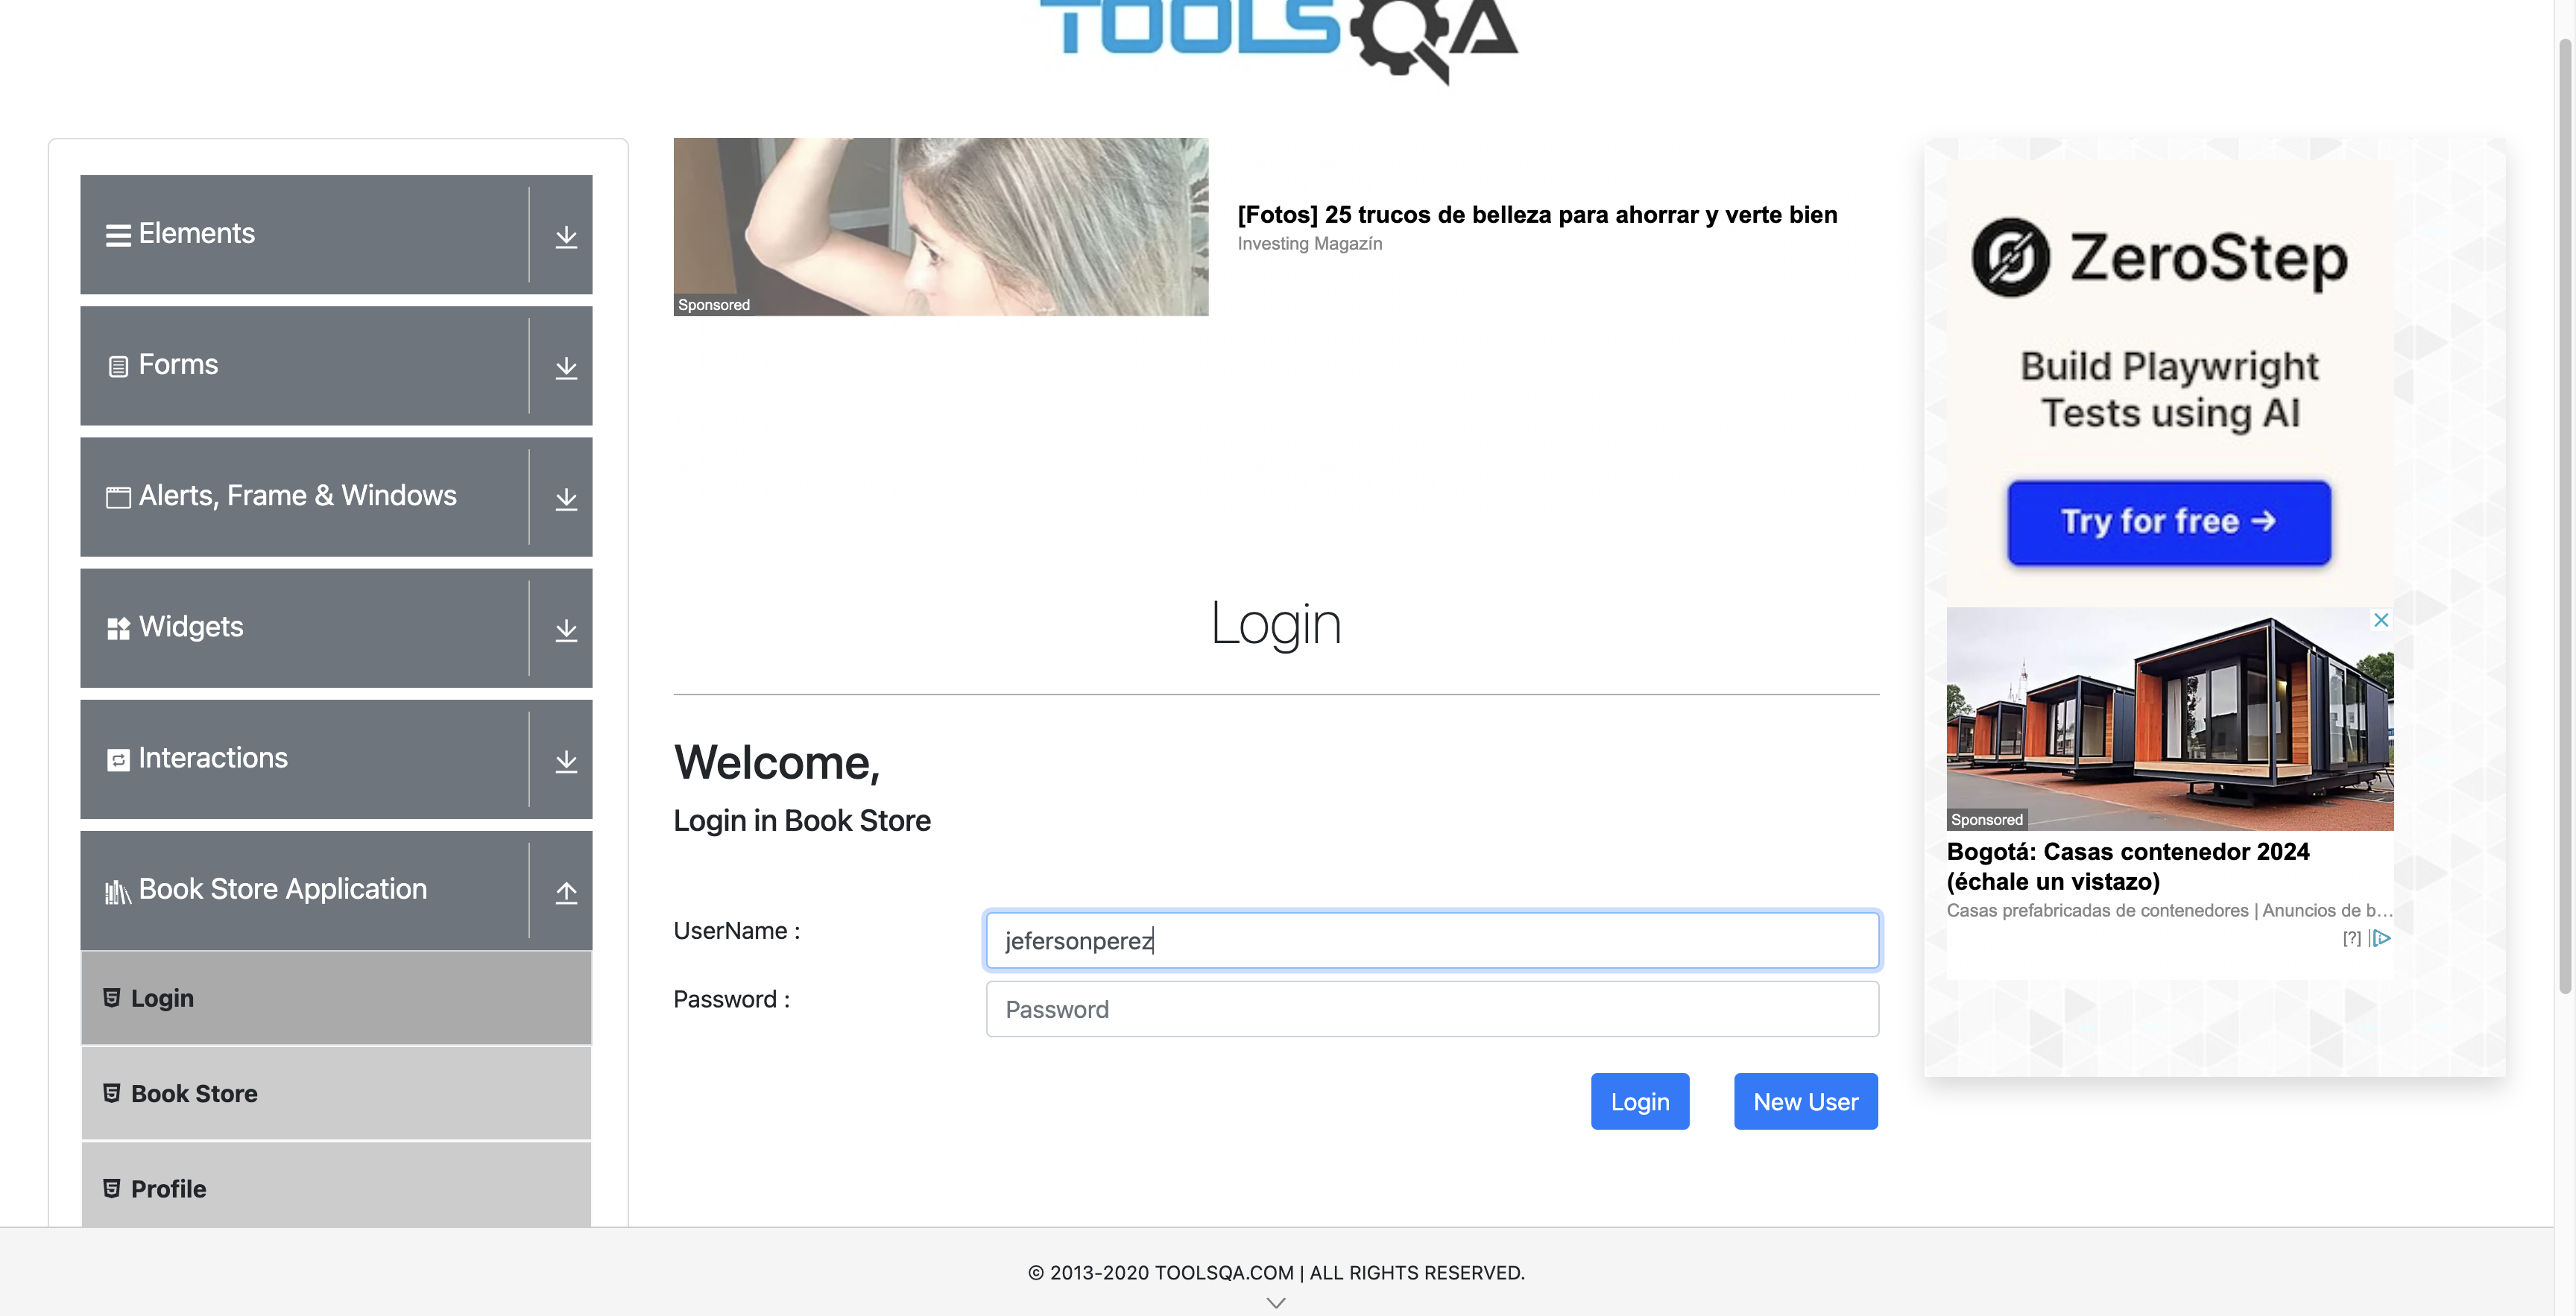 TOOLSQA
Elements
Forms
Alerts, Frame & Windows
Widgets
Interactions
Book Store Application
Login
Book Store
Profile
Sponsored
[Fotos] 25 trucos de belleza para ahorrar y verte bien
Investing Magazín
Login
Welcome,
Login in Book Store
UserName :
jefersonperez
Password :
Password
Login
New User
ZeroStep
Build Playwright
Tests using AI
Try for free →
Sponsored
Bogotá: Casas contenedor 2024
(échale un vistazo)
Casas prefabricadas de contenedores | Anuncios de b...
[?]
© 2013-2020 TOOLSQA.COM | ALL RIGHTS RESERVED.